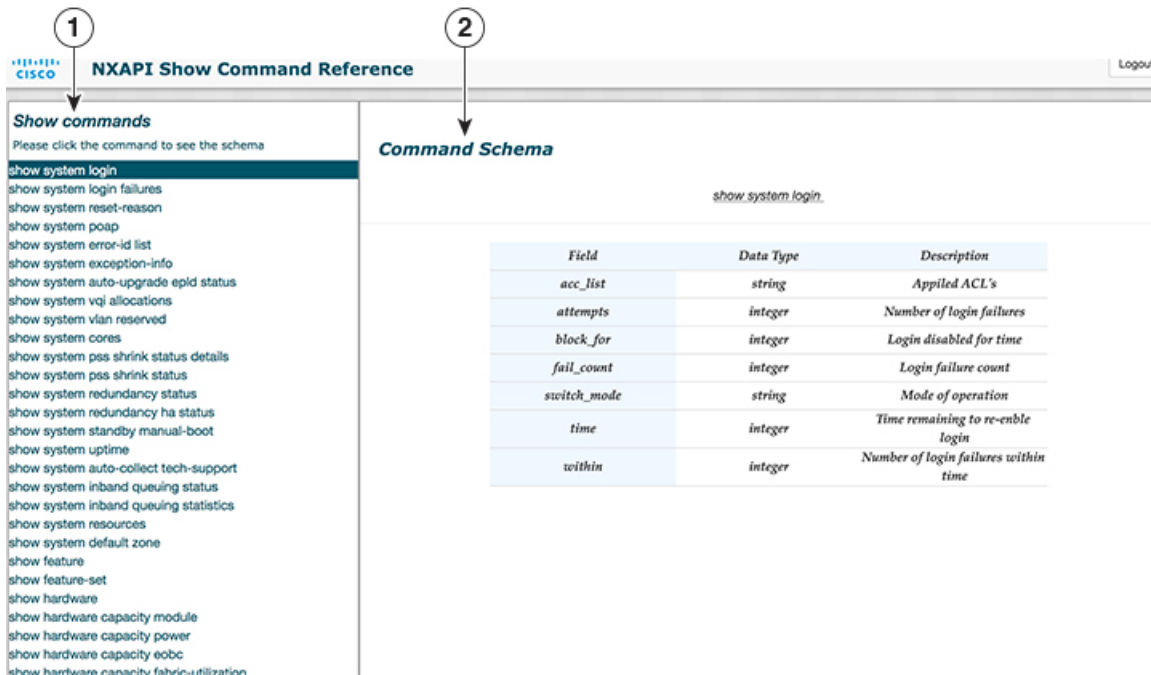 1
2
CISCO
NXAPI Show Command Reference
Logout
Show commands
Please click the command to see the schema
show system login
show system login failures
show system reset-reason
show system poap
show system error-id list
show system exception-info
show system auto-upgrade epld status
show system vqi allocations
show system vlan reserved
show system cores
show system pss shrink status details
show system pss shrink status
show system redundancy status
show system redundancy ha status
show system standby manual-boot
show system uptime
show system auto-collect tech-support
show system inband queuing status
show system inband queuing statistics
show system resources
show system default zone
show feature
show feature-set
show hardware
show hardware capacity module
show hardware capacity power
show hardware capacity eobc
show hardware capacity fabric-utilization
Command Schema
show system login
Field Data Type Description
acc_list string Appiled ACL's
attempts integer Number of login failures
block_for integer Login disabled for time
fail_count integer Login failure count
switch_mode string Mode of operation
time integer Time remaining to re-enble
login
within integer Number of login failures within
time